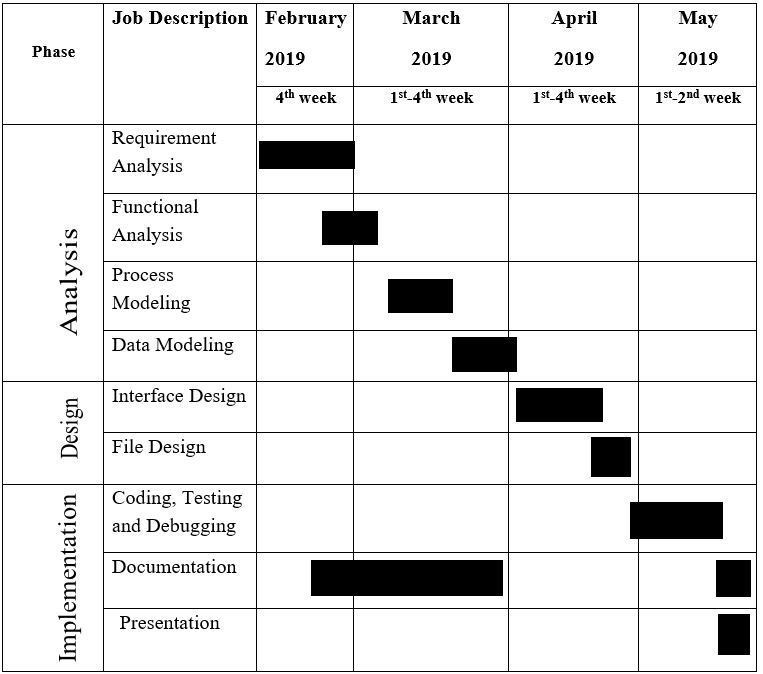 Phase
Job Description
February
2019
March
2019
April
2019
May
2019
4th week
1st-4th week
1st-4th week
1st-2nd week
Analysis
Requirement
Analysis
Functional
Analysis
Process
Modeling
Data Modeling
Design
Interface Design
File Design
Implementation
Coding, Testing
and Debugging
Documentation
Presentation